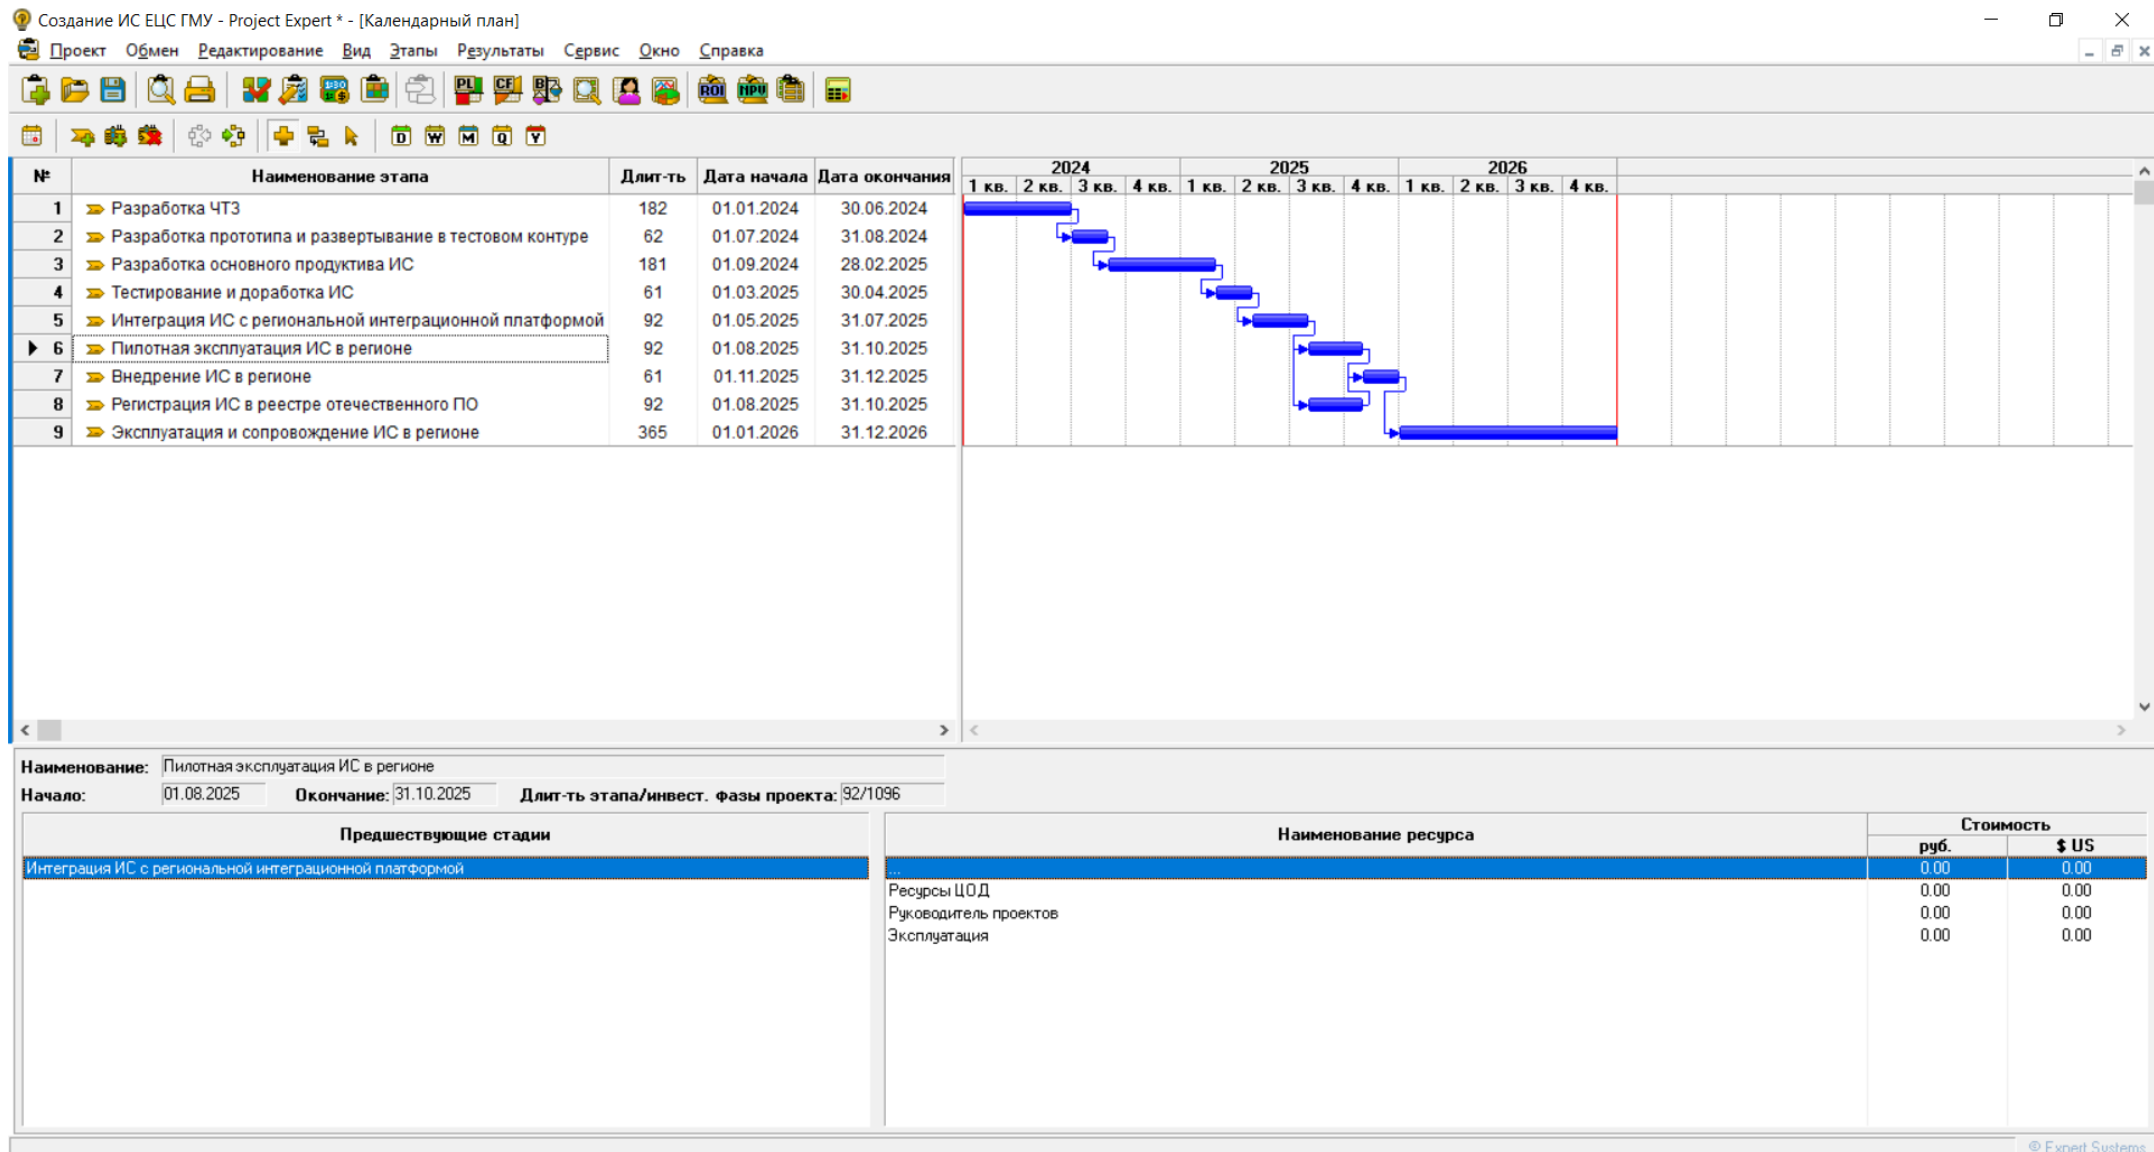 Создание ИС ЕЦС ГМУ - Project Expert * - [Календарный план]
Проект Обмен Редактирование Вид Этапы Результаты Сервис Окно Справка
PL CF B ROI NPV
D W M Q Y
№ Наименование этапа Длит-ть Дата начала Дата окончания 2024 2025 2026
1 кв. 2 кв. 3 кв. 4 кв. 1 кв. 2 кв. 3 кв. 4 кв. 1 кв. 2 кв. 3 кв. 4 кв.
1 Разработка ЧТЗ 182 01.01.2024 30.06.2024
2 Разработка прототипа и развертывание в тестовом контуре 62 01.07.2024 31.08.2024
3 Разработка основного продуктива ИС 181 01.09.2024 28.02.2025
4 Тестирование и доработка ИС 61 01.03.2025 30.04.2025
5 Интеграция ИС с региональной интеграционной платформой 92 01.05.2025 31.07.2025
6 Пилотная эксплуатация ИС в регионе 92 01.08.2025 31.10.2025
7 Внедрение ИС в регионе 61 01.11.2025 31.12.2025
8 Регистрация ИС в реестре отечественного ПО 92 01.08.2025 31.10.2025
9 Эксплуатация и сопровождение ИС в регионе 365 01.01.2026 31.12.2026
Наименование: Пилотная эксплуатация ИС в регионе
Начало: 01.08.2025 Окончание: 31.10.2025 Длит-ть этапа/инвест. фазы проекта: 92/1096
Предшествующие стадии
Интеграция ИС с региональной интеграционной платформой
Наименование ресурса Стоимость
руб. $ US
... 0.00 0.00
Ресурсы ЦОД 0.00 0.00
Руководитель проектов 0.00 0.00
Эксплуатация 0.00 0.00
© Expert Systems